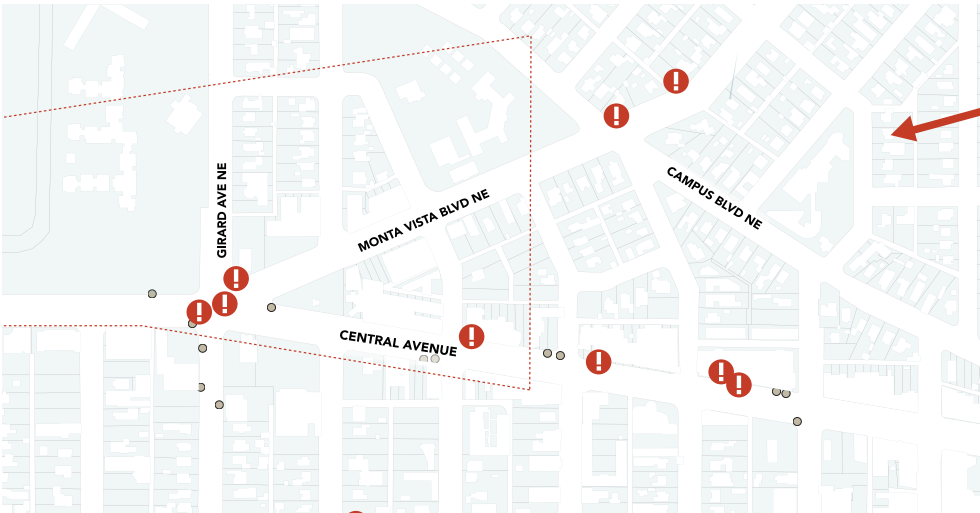 GIRARD AVE NE
MONTA VISTA BLVD NE
CAMPUS BLVD NE
CENTRAL AVENUE